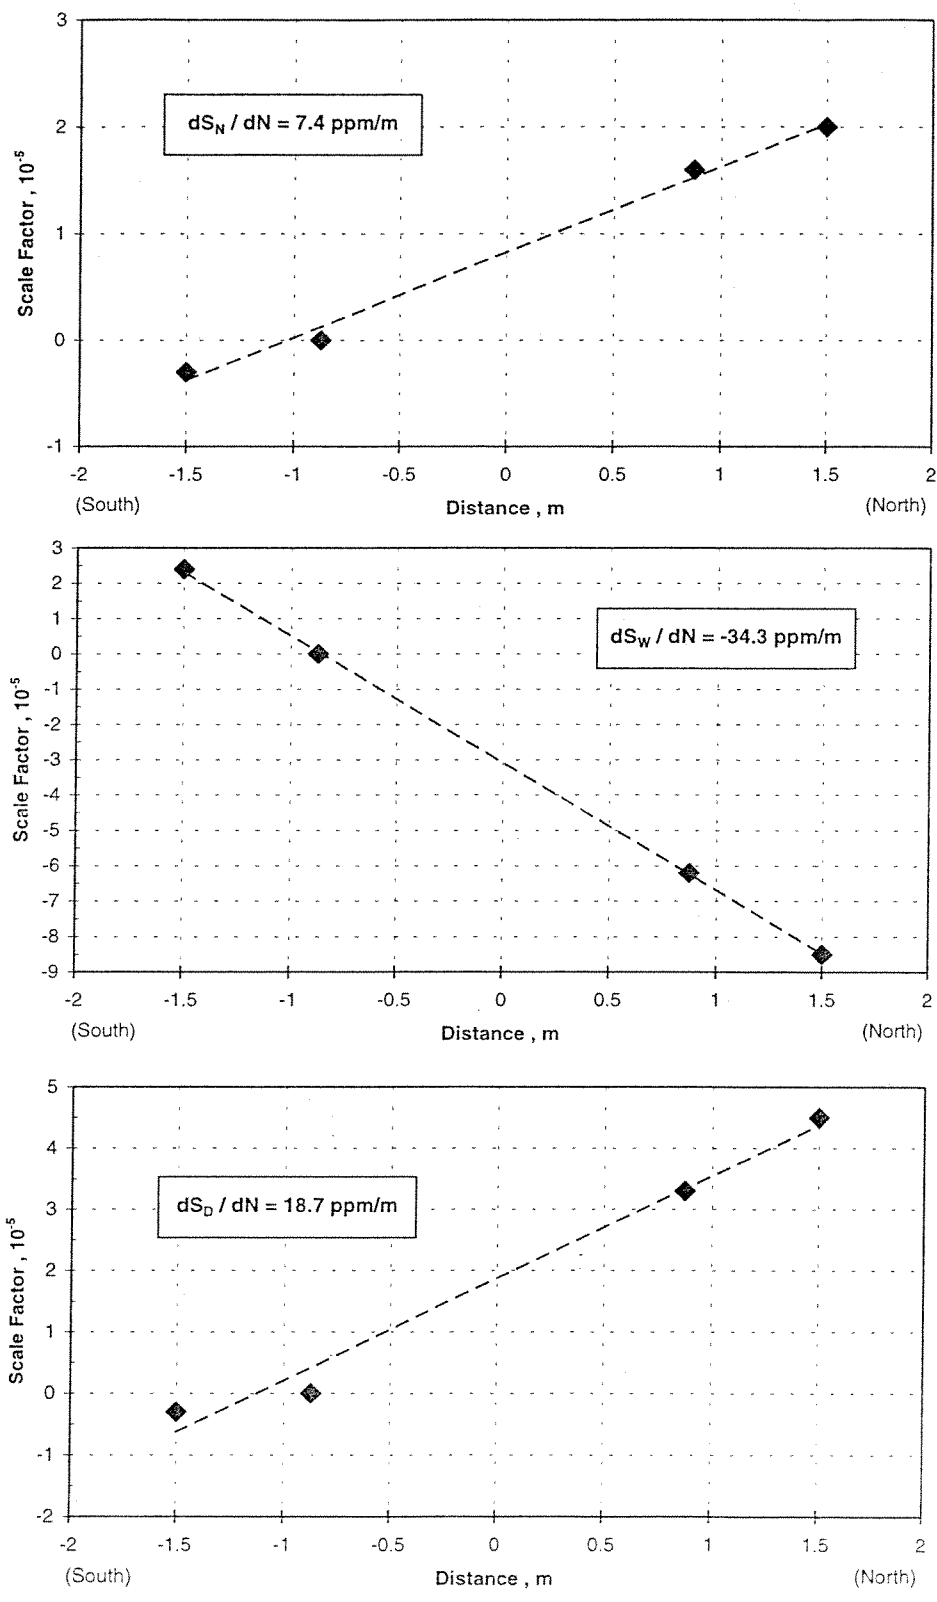 3
2
1
0
-1
Scale Factor , 10⁻⁵
dS_N / dN = 7.4 ppm/m
-2 -1.5 -1 -0.5 0 0.5 1 1.5 2
(South) Distance , m (North)
3
2
1
0
-1
-2
-3
-4
-5
-6
-7
-8
-9
Scale Factor , 10⁻⁵
dS_W / dN = -34.3 ppm/m
-2 -1.5 -1 -0.5 0 0.5 1 1.5 2
(South) Distance , m (North)
5
4
3
2
1
0
-1
-2
Scale Factor , 10⁻⁵
dS_D / dN = 18.7 ppm/m
-2 -1.5 -1 -0.5 0 0.5 1 1.5 2
(South) Distance , m (North)